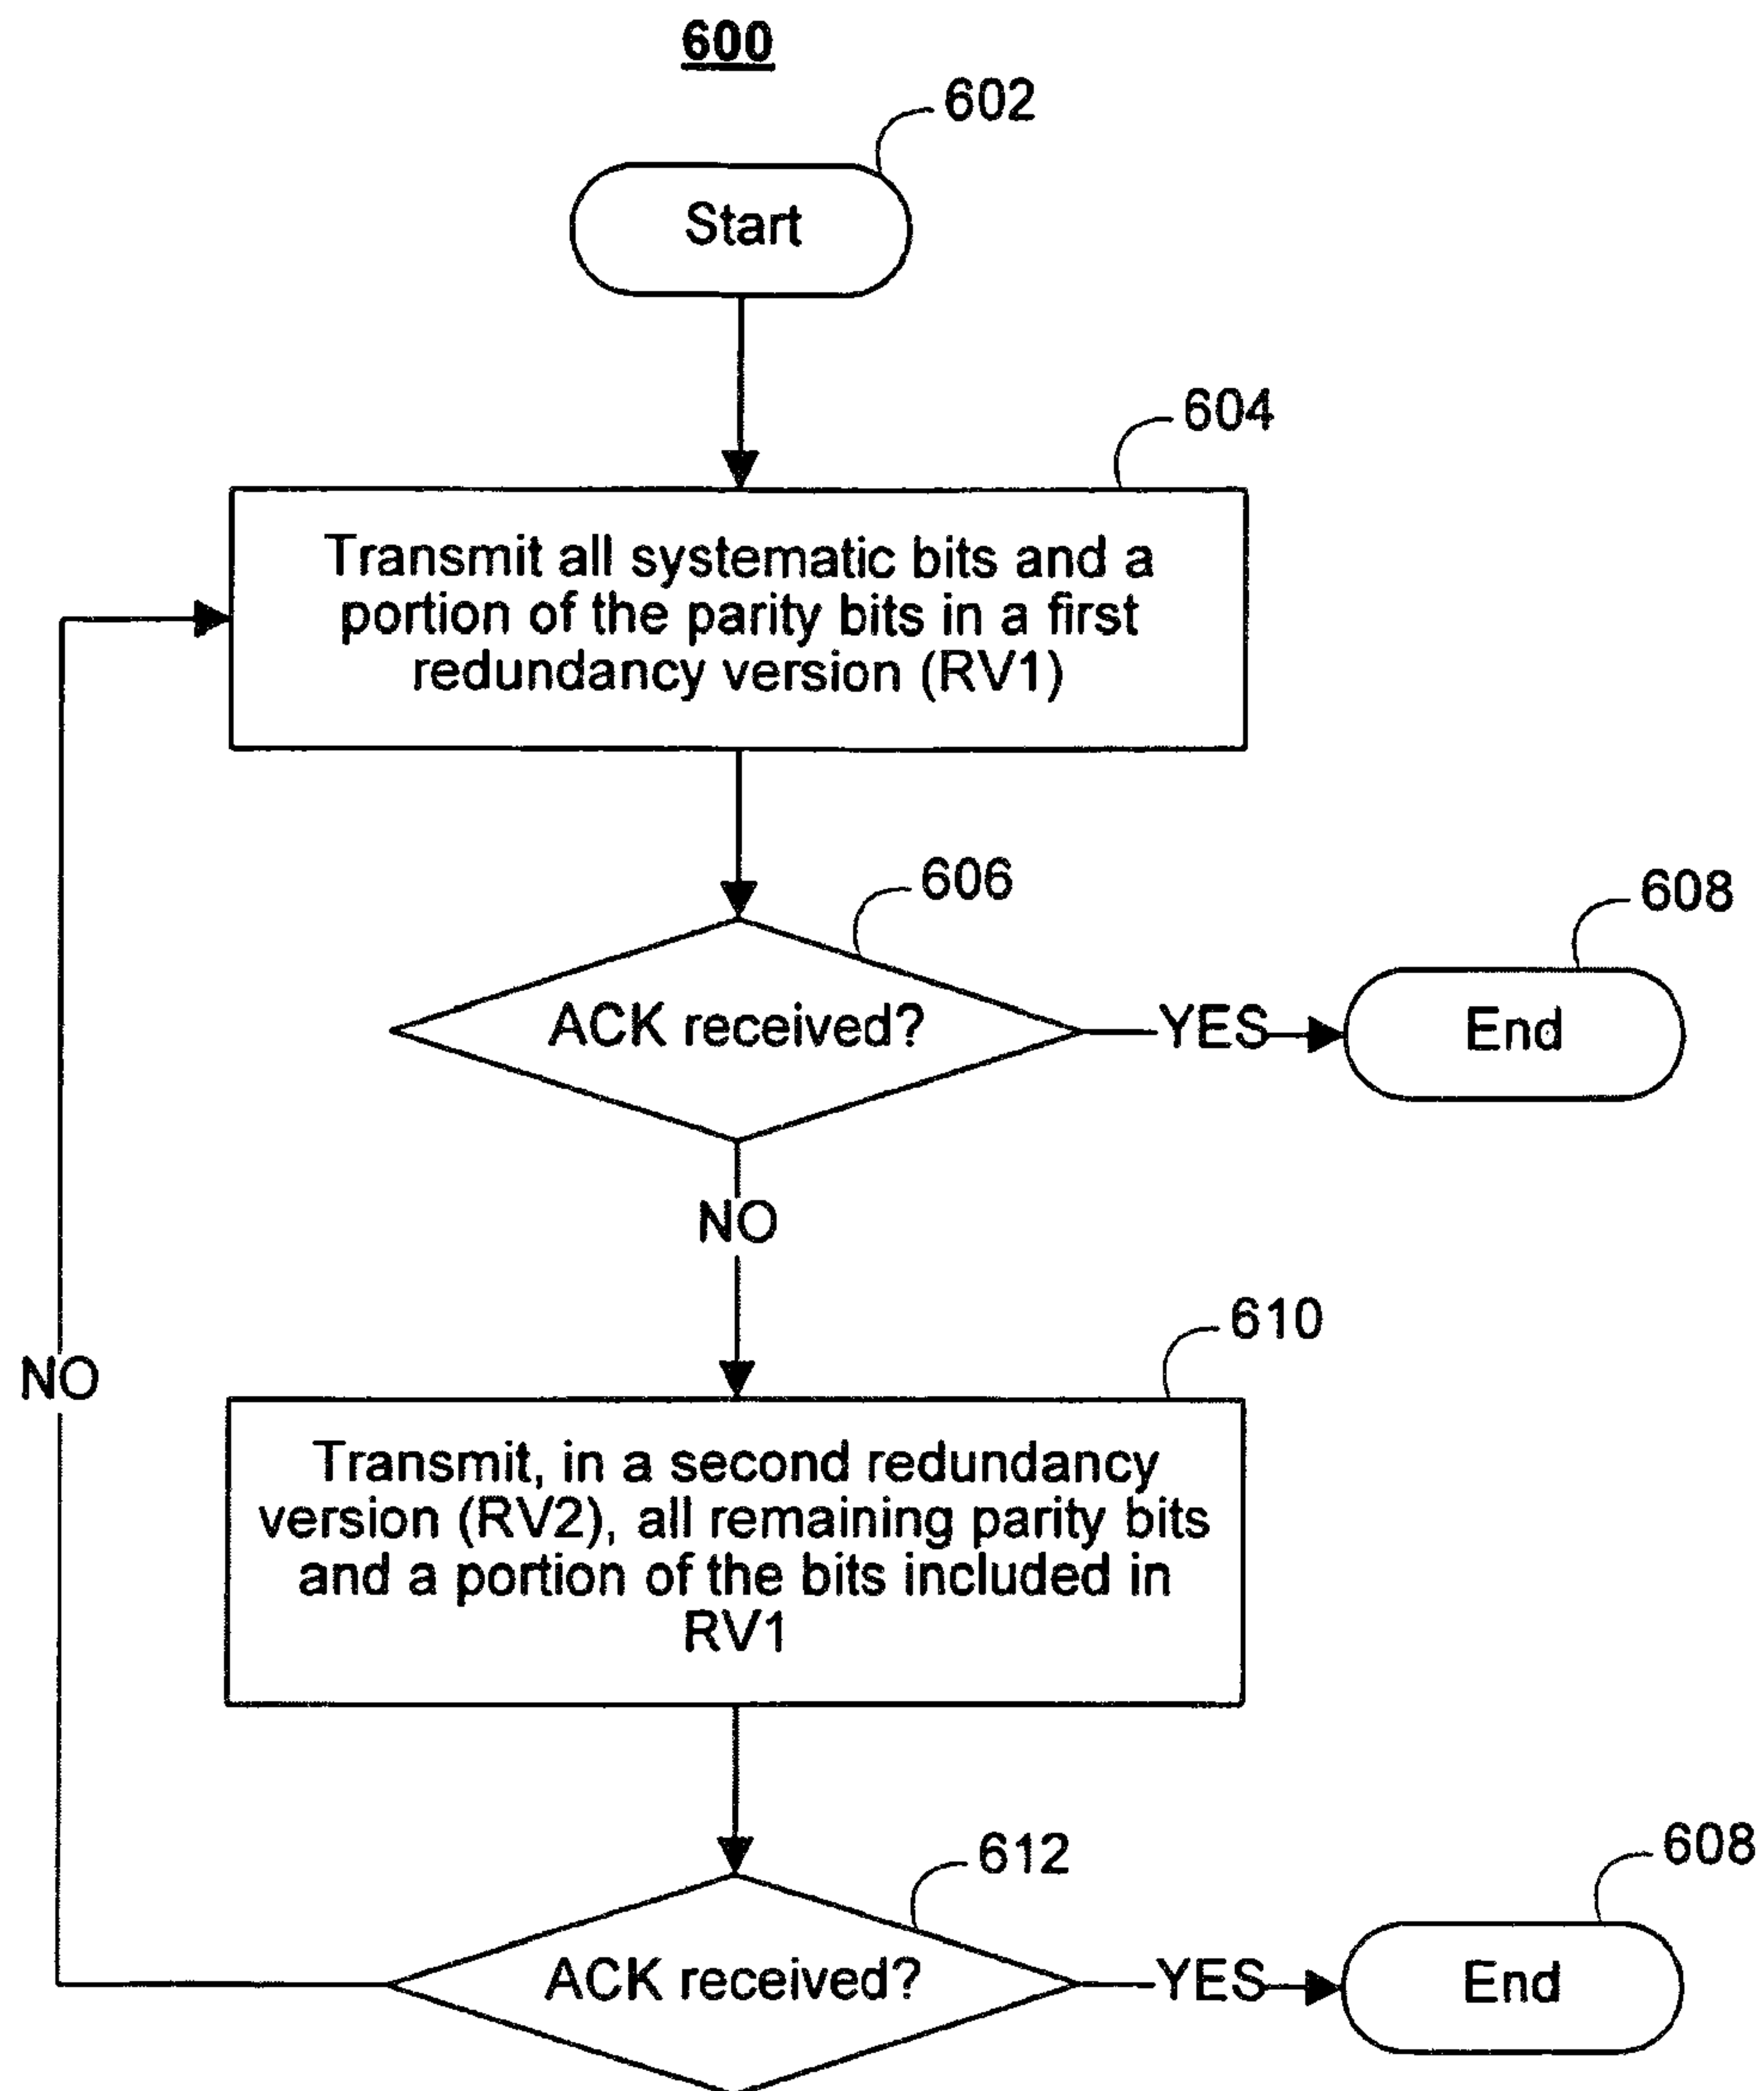 600
602
Start
604
Transmit all systematic bits and a
portion of the parity bits in a first
redundancy version (RV1)
606
608
ACK received?
YES
End
NO
610
NO
Transmit, in a second redundancy
version (RV2), all remaining parity bits
and a portion of the bits included in
RV1
612
608
ACK received?
YES
End